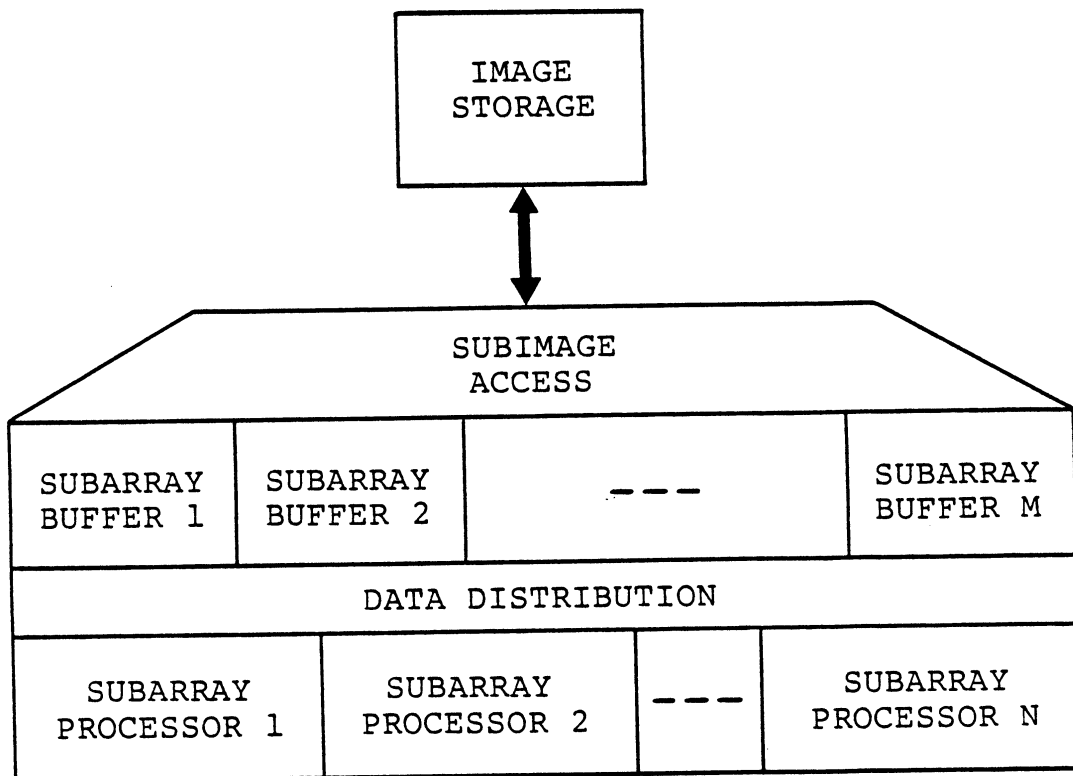 IMAGE
STORAGE
SUBIMAGE
ACCESS
SUBARRAY
BUFFER 1
SUBARRAY
BUFFER 2
---
SUBARRAY
BUFFER M
DATA DISTRIBUTION
SUBARRAY
PROCESSOR 1
SUBARRAY
PROCESSOR 2
---
SUBARRAY
PROCESSOR N